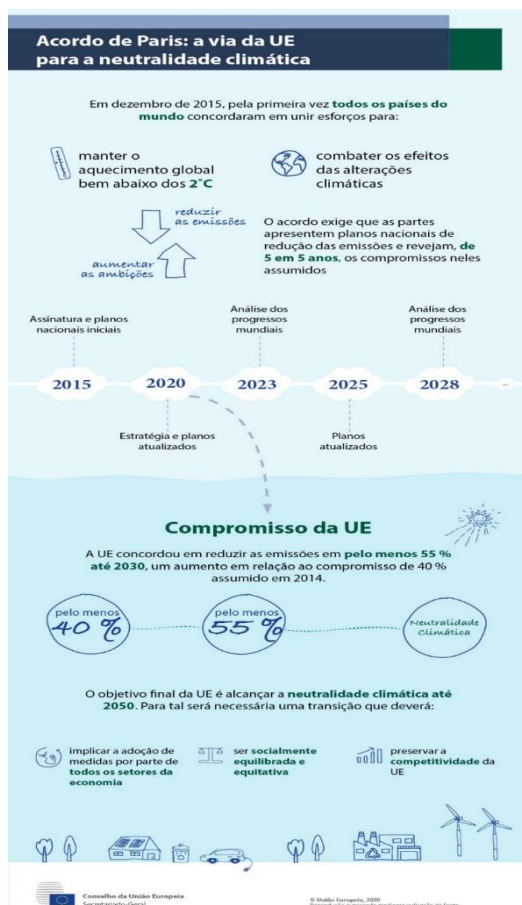 Acordo de Paris: a via da UE
para a neutralidade climática
Em dezembro de 2015, pela primeira vez todos os países do
mundo concordaram em unir esforços para:
manter o
aquecimento global
bem abaixo dos 2°C
combater os efeitos
das alterações
climáticas
reduzir
as emissões
aumentar
as ambições
O acordo exige que as partes
apresentem planos nacionais de
redução das emissões e revejam, de
5 em 5 anos, os compromissos neles
assumidos
Assinatura e planos
nacionais iniciais
Análise dos
progressos
mundiais
Análise dos
progressos
mundiais
2015
2020
2023
2025
2028
Estratégia e planos
atualizados
Planos
atualizados
Compromisso da UE
A UE concordou em reduzir as emissões em pelo menos 55 %
até 2030, um aumento em relação ao compromisso de 40 %
assumido em 2014.
pelo menos
40 %
pelo menos
55 %
Neutralidade
Climática
O objetivo final da UE é alcançar a neutralidade climática até
2050. Para tal será necessária uma transição que deverá:
implicar a adoção de
medidas por parte de
todos os setores da
economia
ser socialmente
equilibrada e
equitativa
preservar a
competitividade da
UE
Conselho da União Europeia
Secretariado-Geral
© União Europeia, 2020